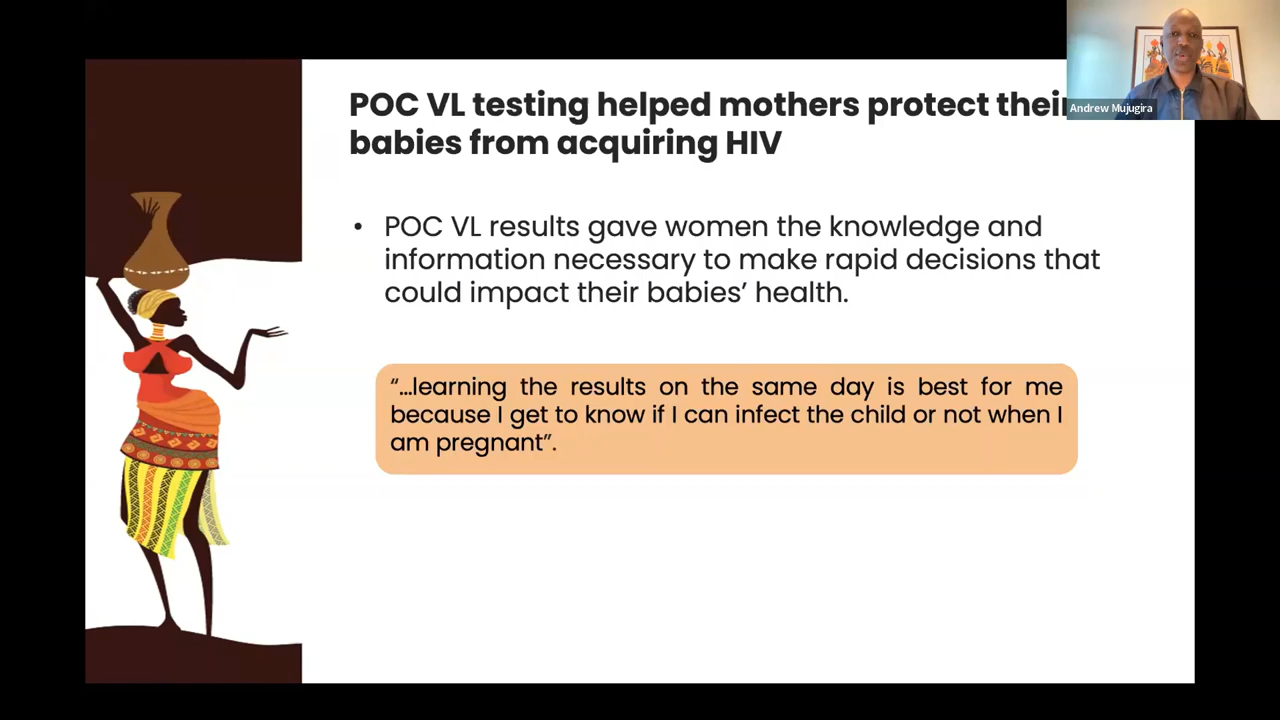 POC VL testing helped mothers protect their
babies from acquiring HIV
Andrew Mujugira
• POC VL results gave women the knowledge and
information necessary to make rapid decisions that
could impact their babies’ health.
“…learning the results on the same day is best for me
because I get to know if I can infect the child or not when I
am pregnant”.